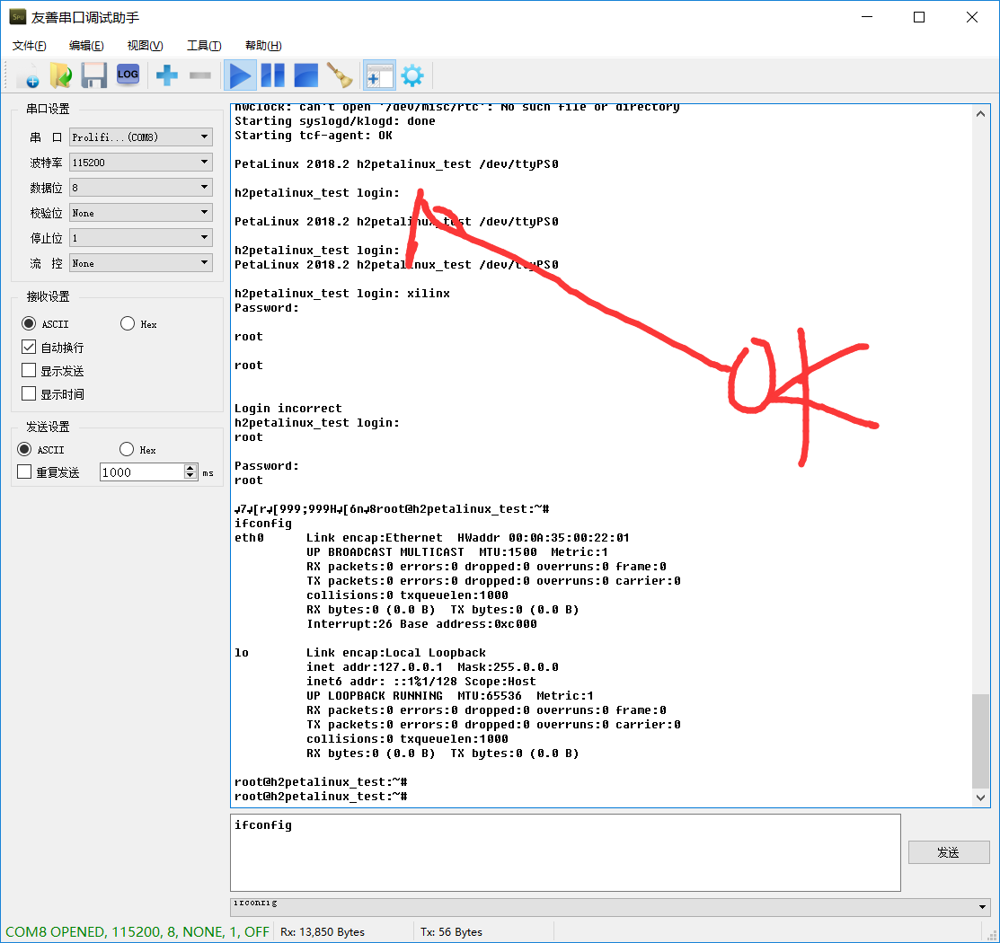 友善串口调试助手
文件(F) 编辑(E) 视图(V) 工具(T) 帮助(H)
LOG
串口设置
串 口 Prolifi...(COM8)
波特率 115200
数据位 8
校验位 None
停止位 1
流 控 None
接收设置
ASCII Hex
自动换行
显示发送
显示时间
发送设置
ASCII Hex
重复发送 1000 ms
hwclock: can't open '/dev/misc/rtc': No such file or directory
Starting syslogd/klogd: done
Starting tcf-agent: OK
PetaLinux 2018.2 h2petalinux_test /dev/ttyPS0
h2petalinux_test login:
PetaLinux 2018.2 h2petalinux_test /dev/ttyPS0
h2petalinux_test login:
PetaLinux 2018.2 h2petalinux_test /dev/ttyPS0
h2petalinux_test login: xilinx
Password:
root
root
Login incorrect
h2petalinux_test login:
root
Password:
root
7[r[999;999H[6n8root@h2petalinux_test:~#
ifconfig
eth0 Link encap:Ethernet HWaddr 00:0A:35:00:22:01
UP BROADCAST MULTICAST MTU:1500 Metric:1
RX packets:0 errors:0 dropped:0 overruns:0 frame:0
TX packets:0 errors:0 dropped:0 overruns:0 carrier:0
collisions:0 txqueuelen:1000
RX bytes:0 (0.0 B) TX bytes:0 (0.0 B)
Interrupt:26 Base address:0xc000
lo Link encap:Local Loopback
inet addr:127.0.0.1 Mask:255.0.0.0
inet6 addr: ::1%1/128 Scope:Host
UP LOOPBACK RUNNING MTU:65536 Metric:1
RX packets:0 errors:0 dropped:0 overruns:0 frame:0
TX packets:0 errors:0 dropped:0 overruns:0 carrier:0
collisions:0 txqueuelen:1000
RX bytes:0 (0.0 B) TX bytes:0 (0.0 B)
root@h2petalinux_test:~#
root@h2petalinux_test:~#
OK
ifconfig
发送
ifconfig
COM8 OPENED, 115200, 8, NONE, 1, OFF Rx: 13,850 Bytes Tx: 56 Bytes